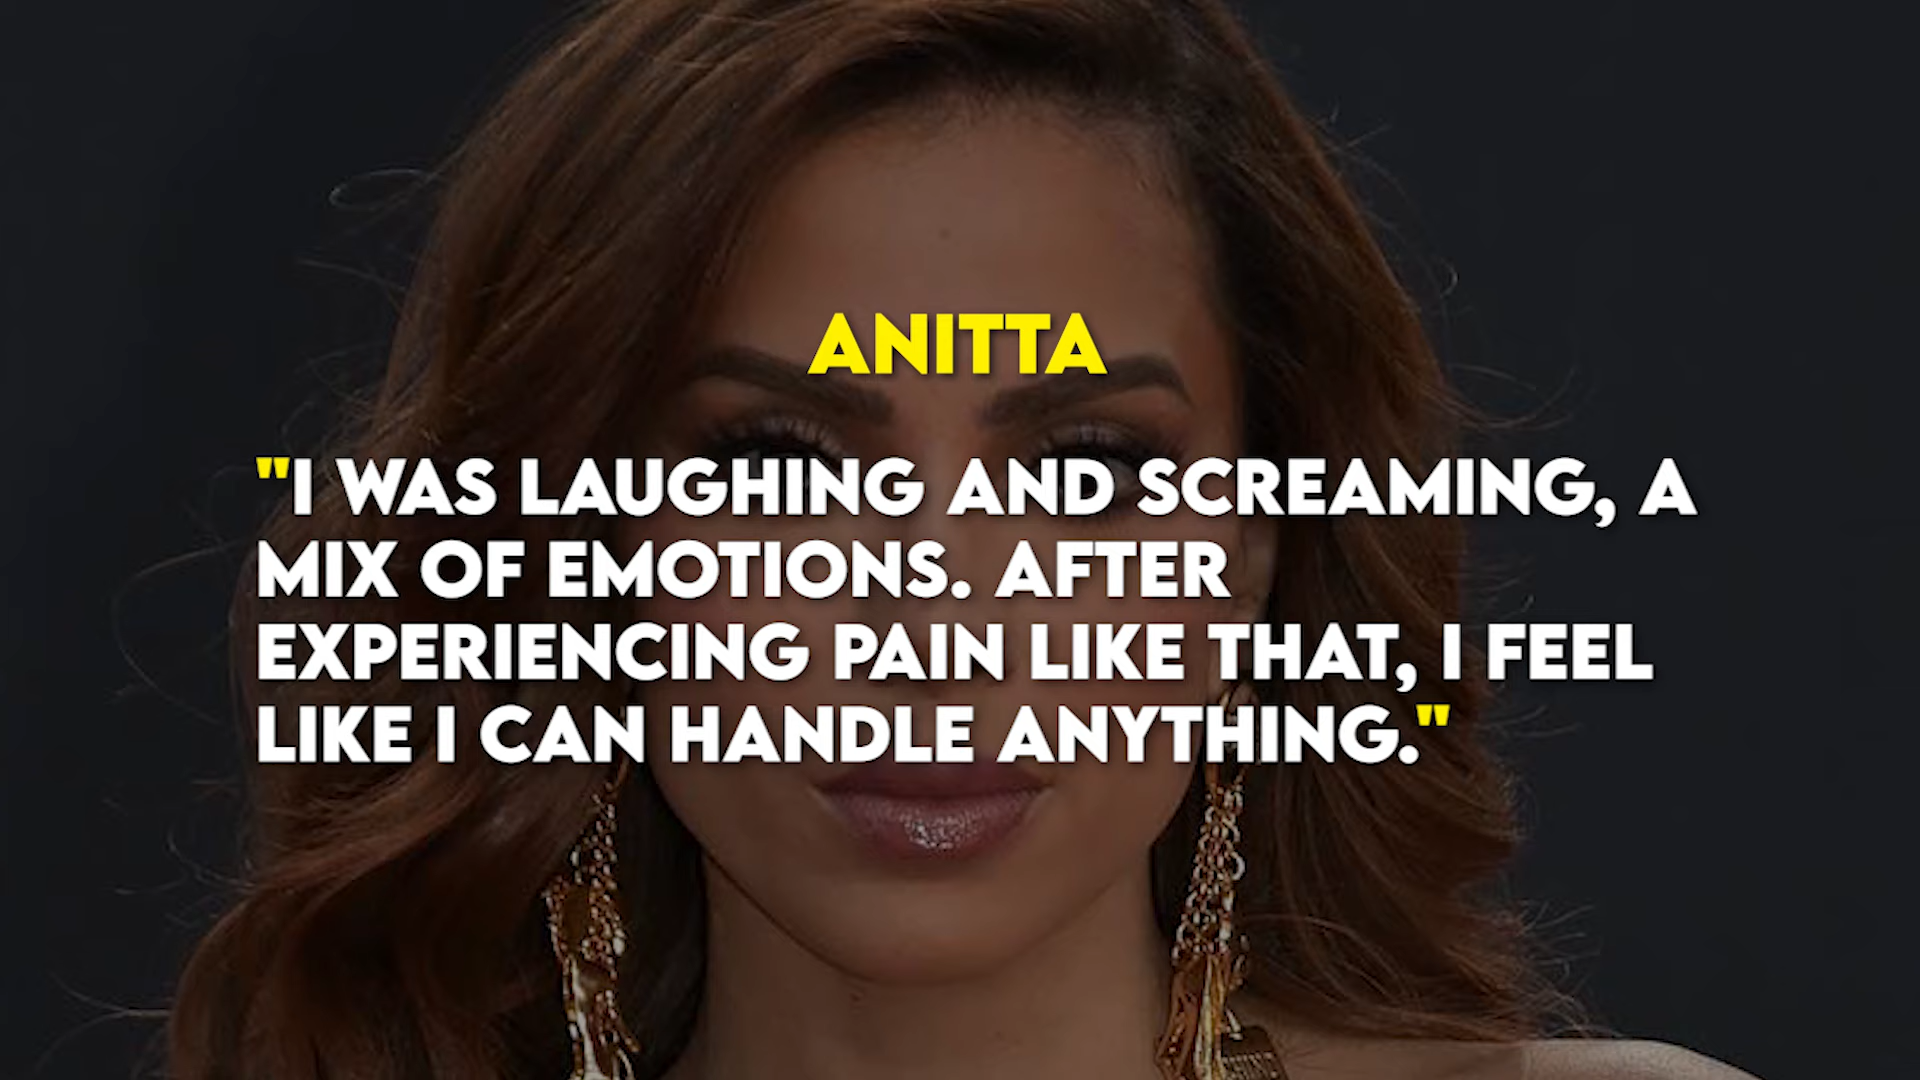 ANITTA
"I WAS LAUGHING AND SCREAMING, A
MIX OF EMOTIONS. AFTER
EXPERIENCING PAIN LIKE THAT, I FEEL
LIKE I CAN HANDLE ANYTHING."